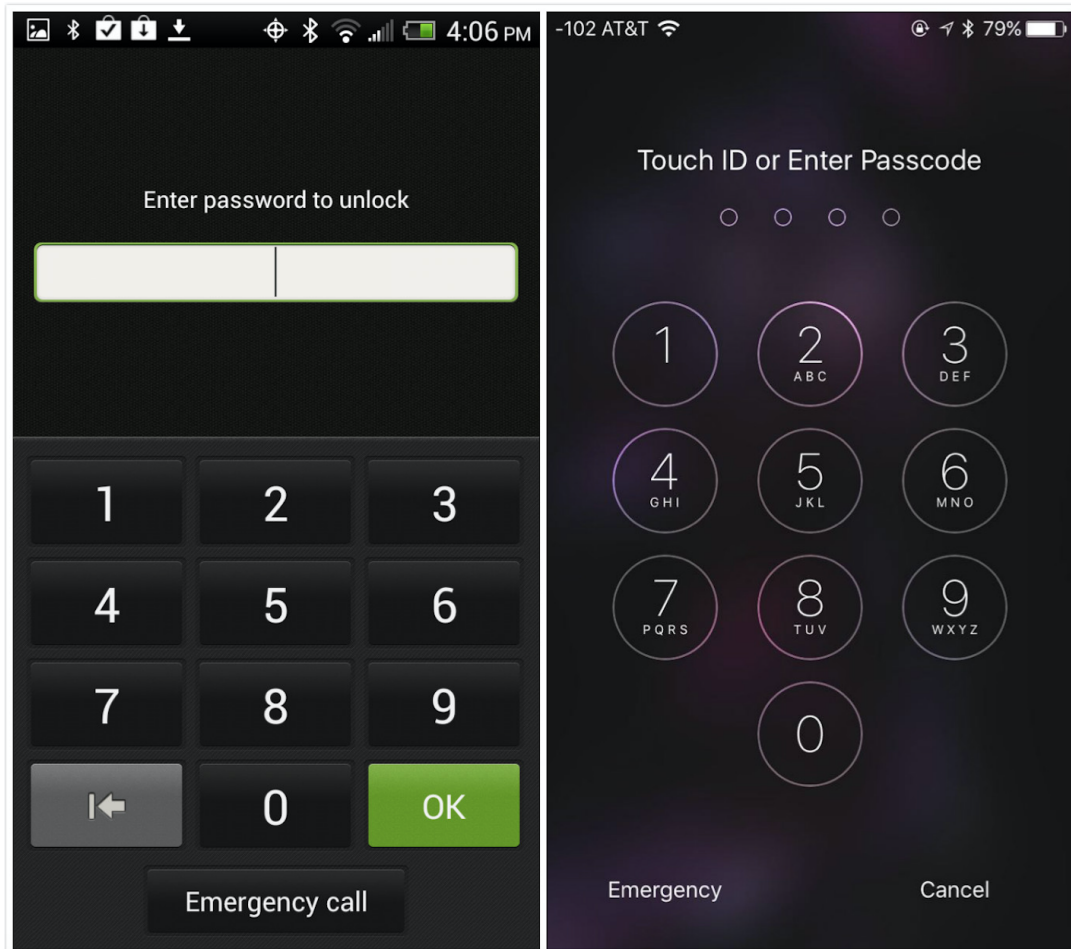 4:06 PM
Enter password to unlock
1 2 3
4 5 6
7 8 9
0 OK
Emergency call
-102 AT&T 79%
Touch ID or Enter Passcode
1 2 3
ABC DEF
4 5 6
GHI JKL MNO
7 8 9
PQRS TUV WXYZ
0
Emergency Cancel